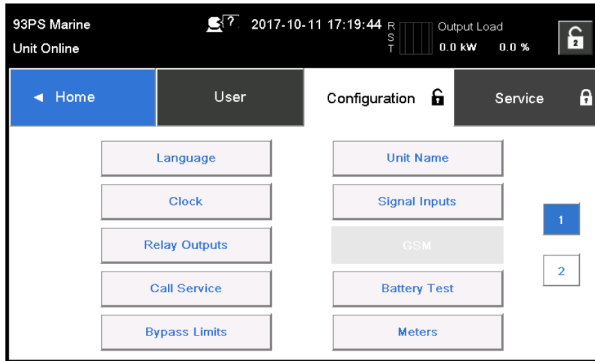 93PS Marine
Unit Online
? 2017-10-11 17:19:44
R
S
T
Output Load
0.0 kW 0.0 %
2
◄ Home
User
Configuration
Service
Language
Unit Name
Clock
Signal Inputs
1
Relay Outputs
GSM
2
Call Service
Battery Test
Bypass Limits
Meters